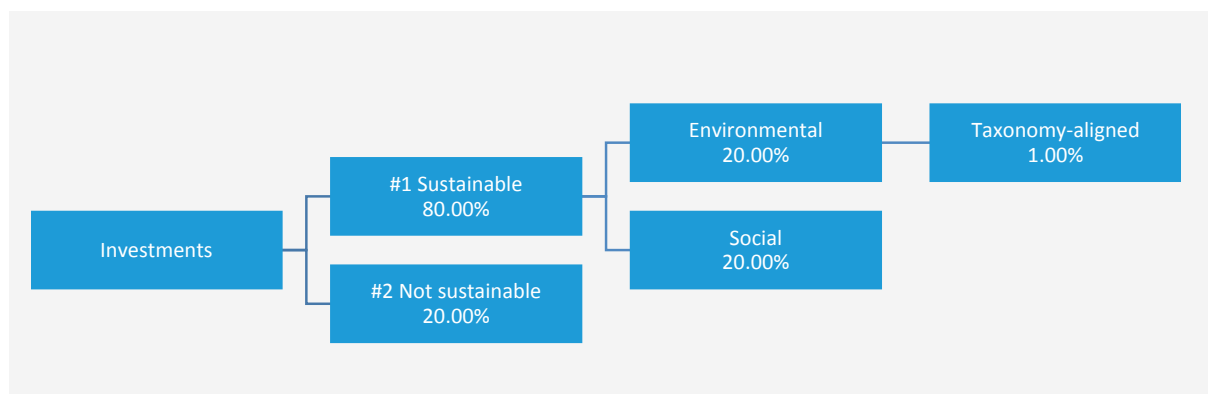 Investments
#1 Sustainable
80.00%
#2 Not sustainable
20.00%
Environmental
20.00%
Social
20.00%
Taxonomy-aligned
1.00%